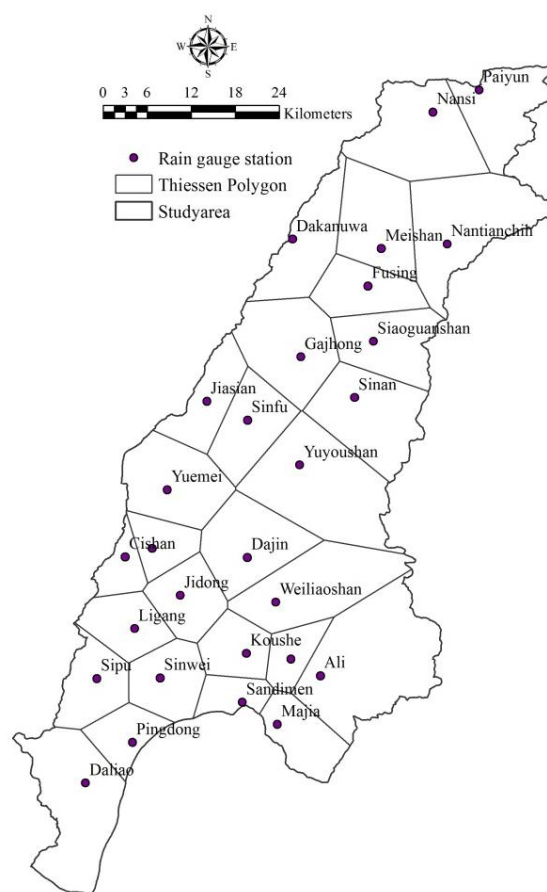 N
W E
S
0 3 6 12 18 24
Kilometers
Rain gauge station
Thiessen Polygon
Studyarea
Paiyun
Nansi
Dakanuwa
Meishan
Nantianchih
Fusing
Siaoguanshan
Gajhong
Jiasian
Sinan
Sinfu
Yuyoushan
Yuemei
Cishan
Dajin
Jidong
Weiliaoshan
Ligang
Koushe
Sipu
Sinwei
Ali
Sandimen
Majia
Pingdong
Daliao